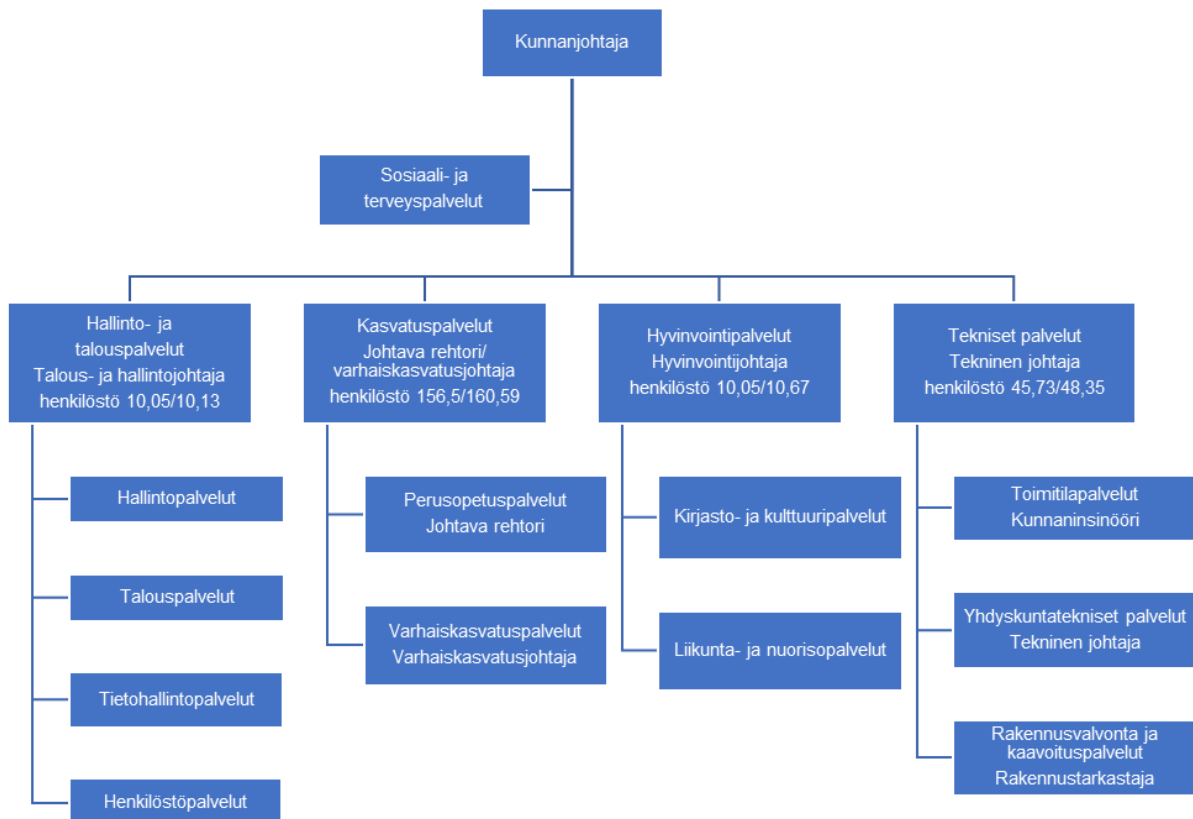 Kunnanjohtaja
Sosiaali- ja
terveyspalvelut
Hallinto- ja
talouspalvelut
Talous- ja hallintojohtaja
henkilöstö 10,05/10,13
Kasvatuspalvelut
Johtava rehtori/
varhaiskasvatusjohtaja
henkilöstö 156,5/160,59
Hyvinvointipalvelut
Hyvinvointijohtaja
henkilöstö 10,05/10,67
Tekniset palvelut
Tekninen johtaja
henkilöstö 45,73/48,35
Hallintopalvelut
Talouspalvelut
Tietohallintopalvelut
Henkilöstöpalvelut
Perusopetuspalvelut
Johtava rehtori
Varhaiskasvatuspalvelut
Varhaiskasvatusjohtaja
Kirjasto- ja kulttuuripalvelut
Liikunta- ja nuorisopalvelut
Toimitilapalvelut
Kunnaninsinööri
Yhdyskuntatekniset palvelut
Tekninen johtaja
Rakennusvalvonta ja
kaavoituspalvelut
Rakennustarkastaja